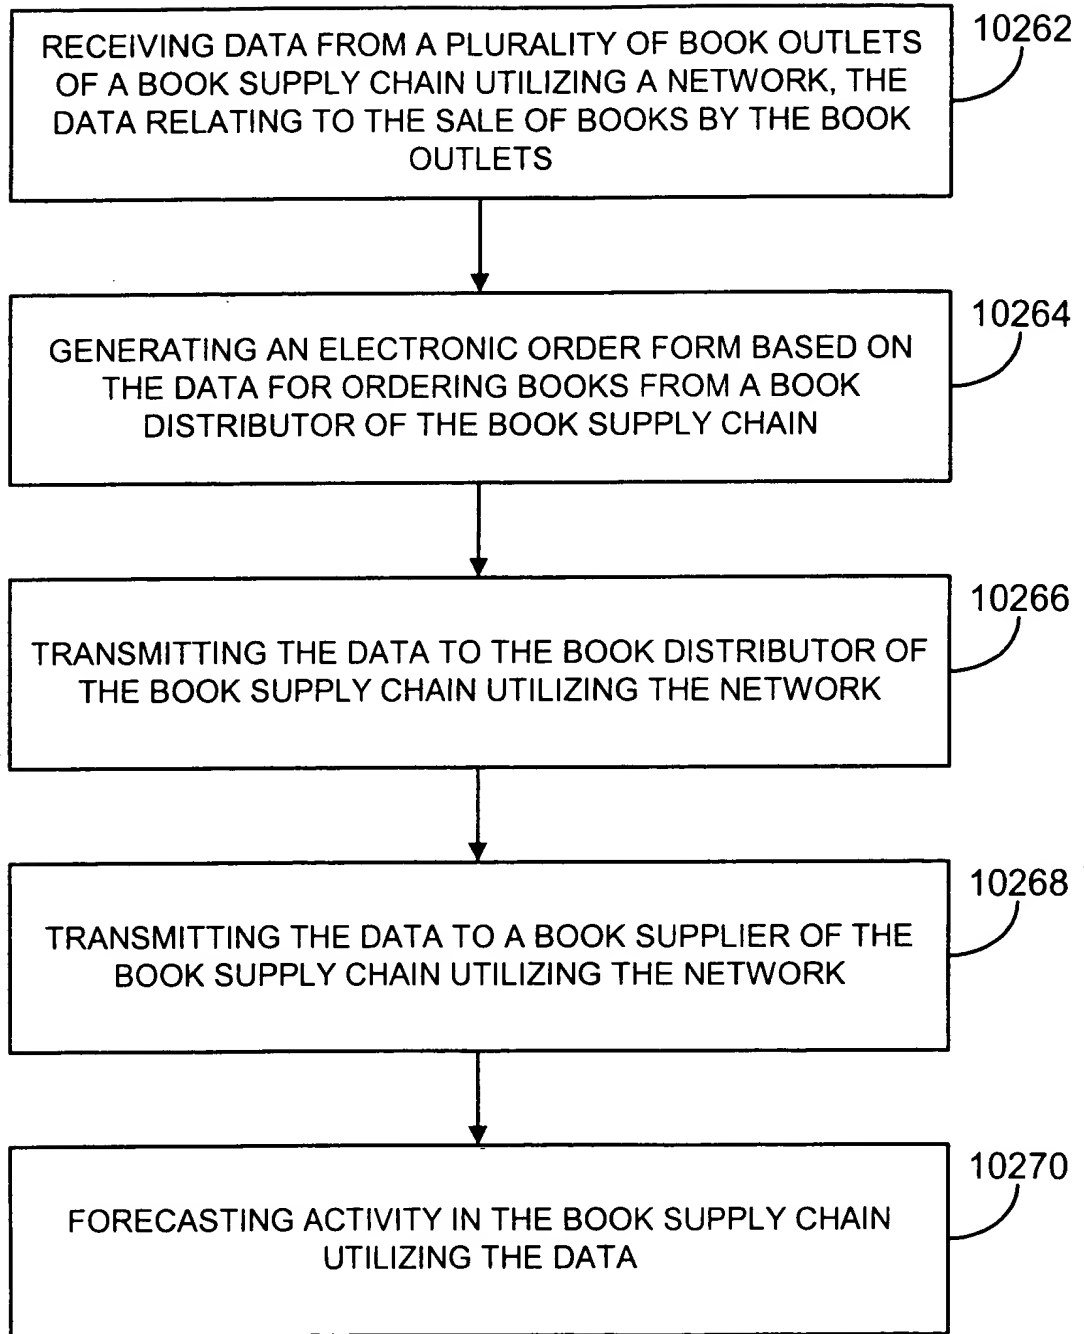 RECEIVING DATA FROM A PLURALITY OF BOOK OUTLETS
OF A BOOK SUPPLY CHAIN UTILIZING A NETWORK, THE
DATA RELATING TO THE SALE OF BOOKS BY THE BOOK
OUTLETS
10262
GENERATING AN ELECTRONIC ORDER FORM BASED ON
THE DATA FOR ORDERING BOOKS FROM A BOOK
DISTRIBUTOR OF THE BOOK SUPPLY CHAIN
10264
TRANSMITTING THE DATA TO THE BOOK DISTRIBUTOR OF
THE BOOK SUPPLY CHAIN UTILIZING THE NETWORK
10266
TRANSMITTING THE DATA TO A BOOK SUPPLIER OF THE
BOOK SUPPLY CHAIN UTILIZING THE NETWORK
10268
FORECASTING ACTIVITY IN THE BOOK SUPPLY CHAIN
UTILIZING THE DATA
10270